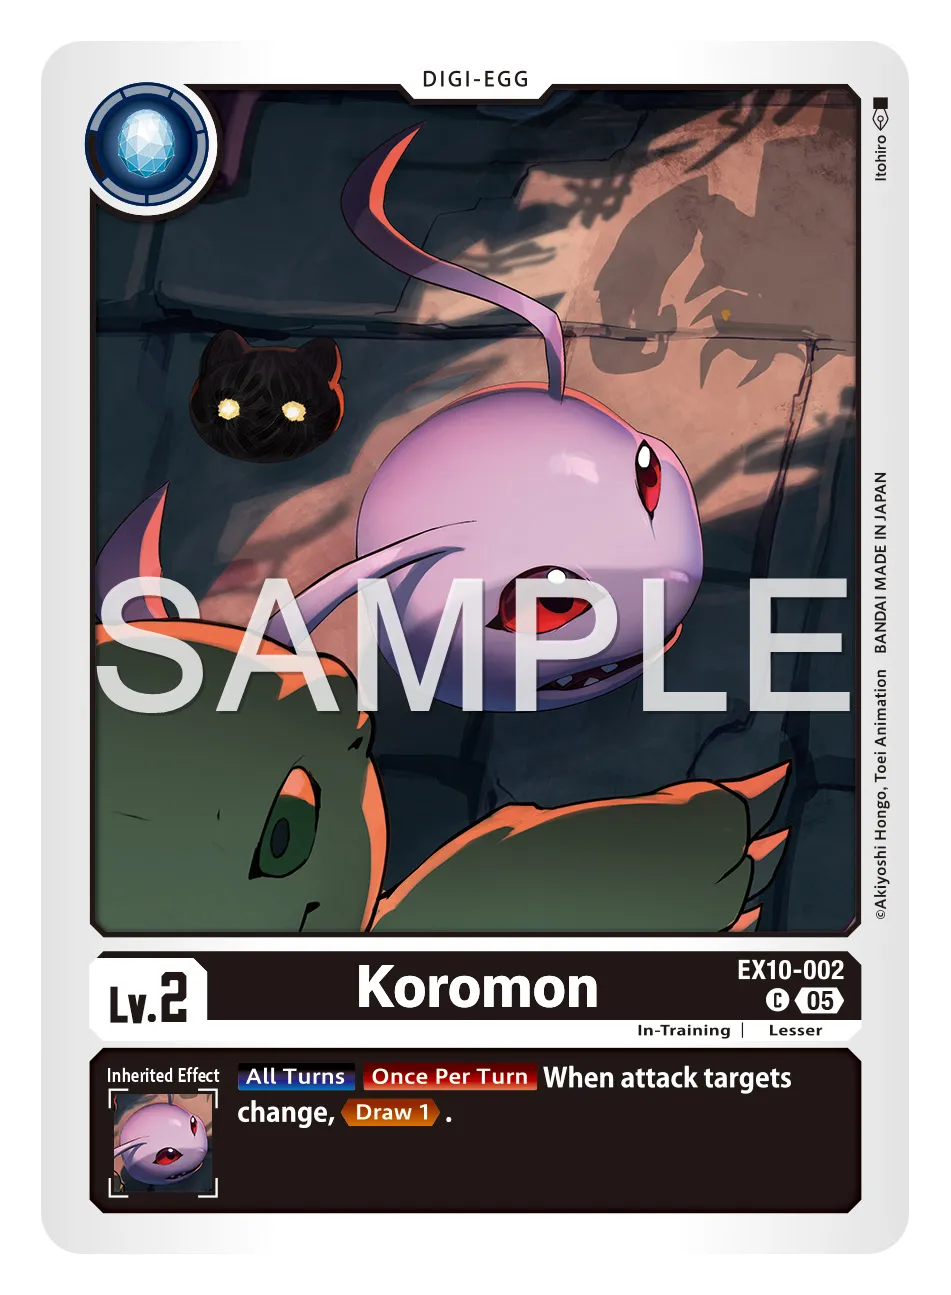 DIGI-EGG
Itohiro
SAMPLE
©Akiyoshi Hongo, Toei Animation BANDAI MADE IN JAPAN
Lv.2
Koromon
EX10-002
C 05
In-Training | Lesser
Inherited Effect
All Turns Once Per Turn When attack targets
change, Draw 1 .